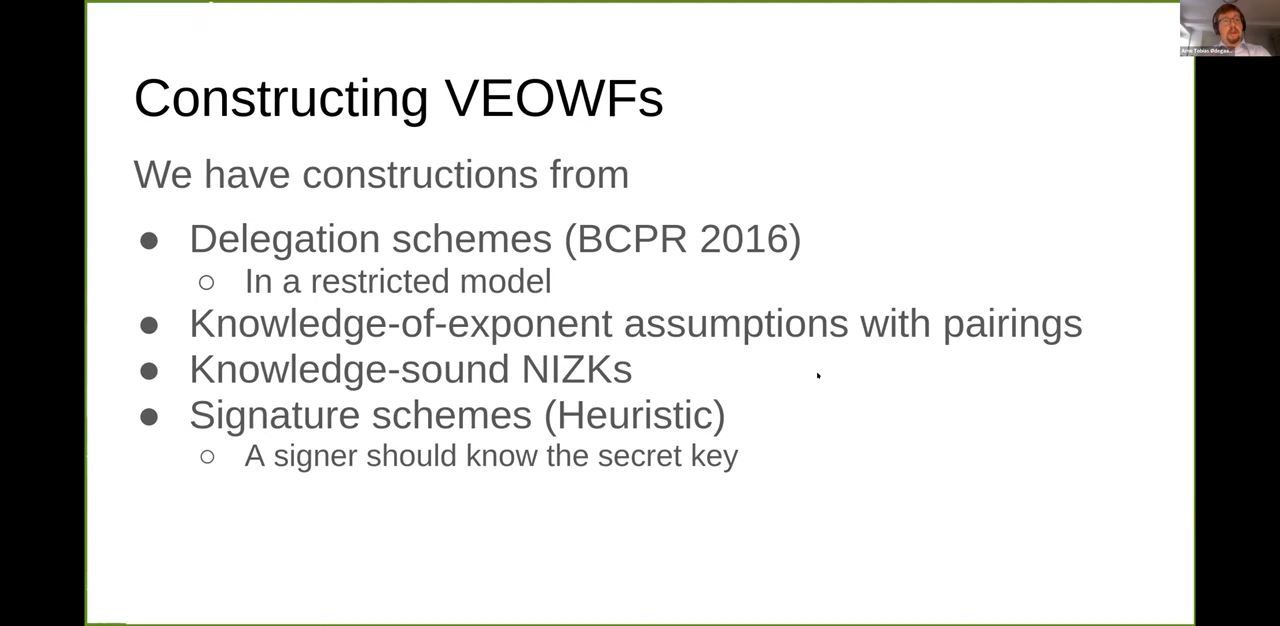 Constructing VEOWFs
We have constructions from
● Delegation schemes (BCPR 2016)
○ In a restricted model
● Knowledge-of-exponent assumptions with pairings
● Knowledge-sound NIZKs
● Signature schemes (Heuristic)
○ A signer should know the secret key
Tobias